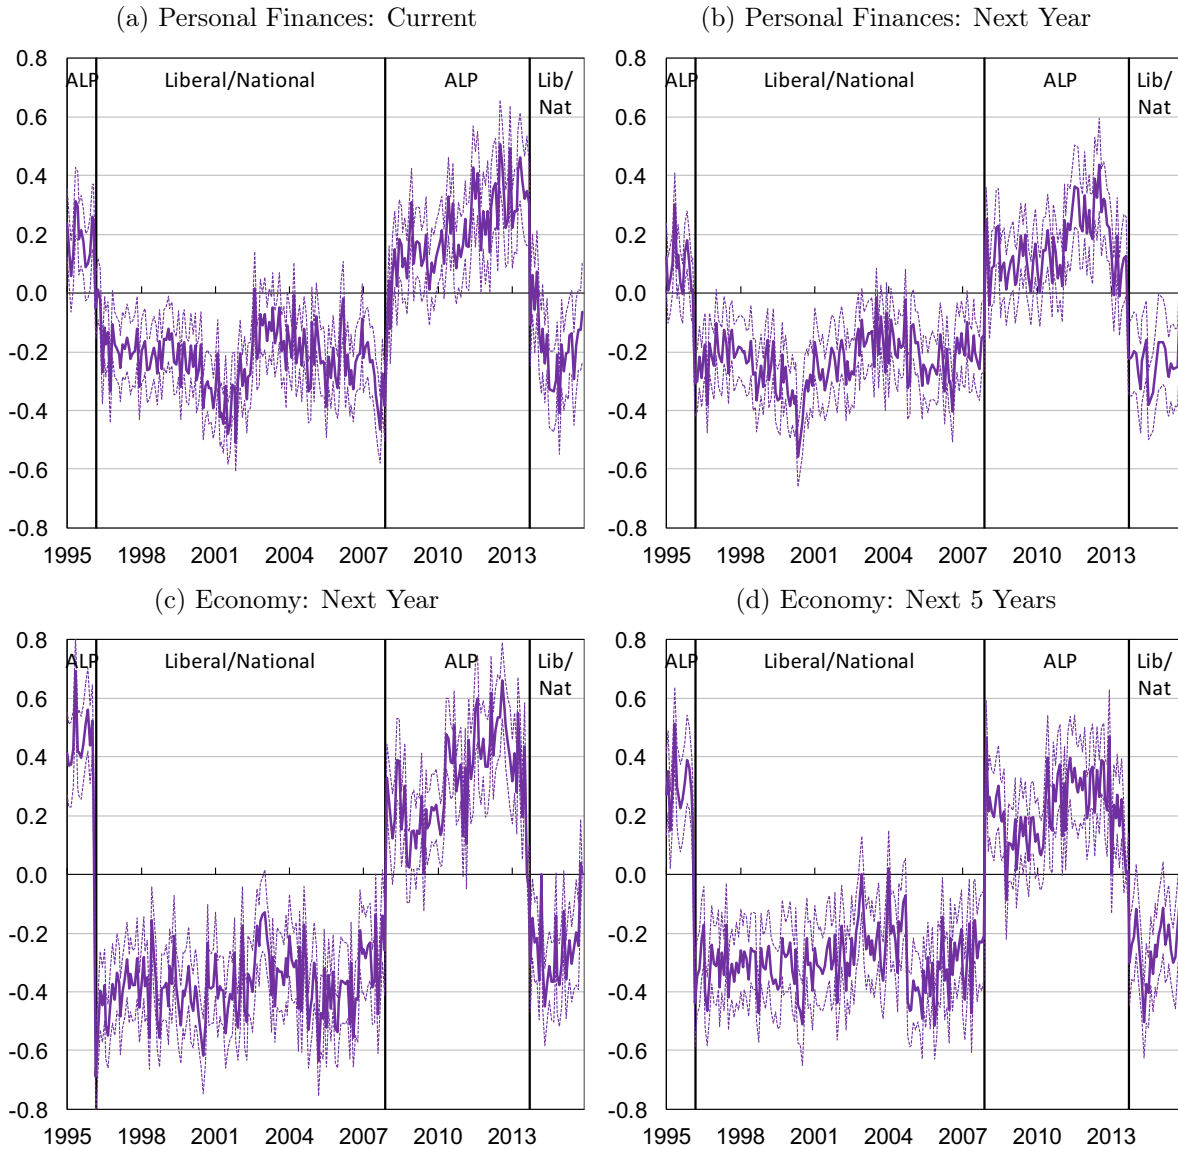 (a) Personal Finances: Current
0.8
0.6
0.4
0.2
0.0
-0.2
-0.4
-0.6
-0.8
ALP
Liberal/National
ALP
Lib/
Nat
1995 1998 2001 2004 2007 2010 2013
(b) Personal Finances: Next Year
0.8
0.6
0.4
0.2
0.0
-0.2
-0.4
-0.6
-0.8
ALP
Liberal/National
ALP
Lib/
Nat
1995 1998 2001 2004 2007 2010 2013
(c) Economy: Next Year
0.8
0.6
0.4
0.2
0.0
-0.2
-0.4
-0.6
-0.8
ALP
Liberal/National
ALP
Lib/
Nat
1995 1998 2001 2004 2007 2010 2013
(d) Economy: Next 5 Years
0.8
0.6
0.4
0.2
0.0
-0.2
-0.4
-0.6
-0.8
ALP
Liberal/National
ALP
Lib/
Nat
1995 1998 2001 2004 2007 2010 2013